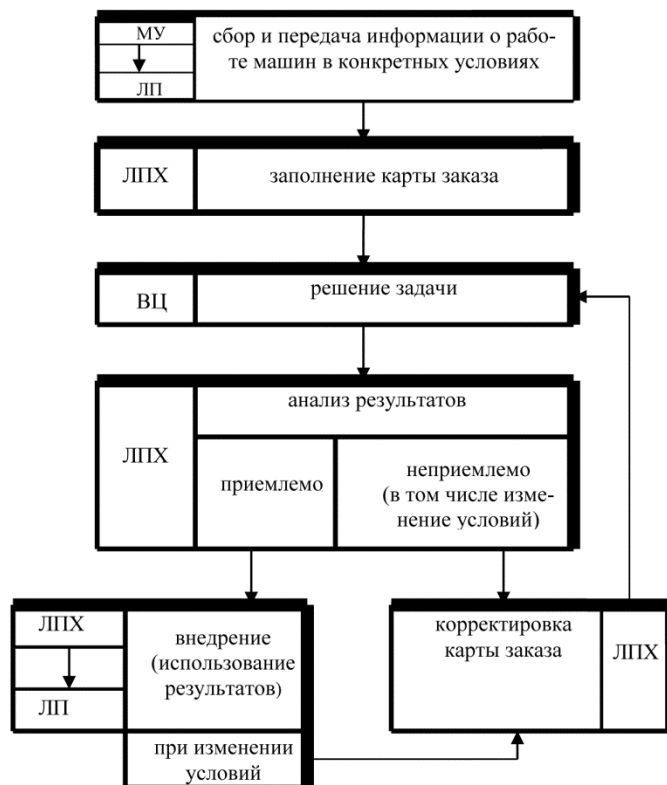 МУ
ЛП
сбор и передача информации о рабо-
те машин в конкретных условиях
ЛПХ
заполнение карты заказа
ВЦ
решение задачи
ЛПХ
анализ результатов
приемлемо
неприемлемо
(в том числе изме-
нение условий)
ЛПХ
ЛП
внедрение
(использование
результатов)
при изменении
условий
корректировка
карты заказа
ЛПХ